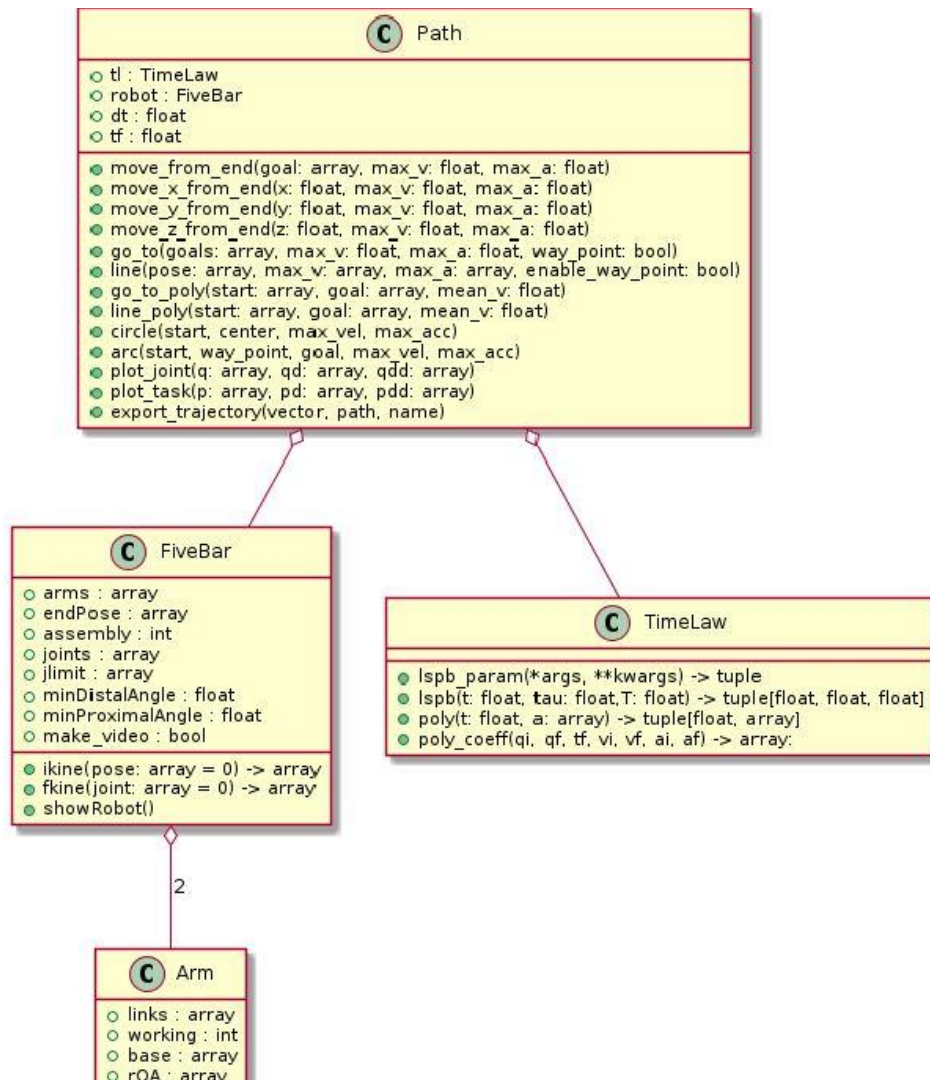 C Path
tl : TimeLaw
robot : FiveBar
dt : float
tf : float
move_from_end(goal: array, max_v: float, max_a: float)
move_x_from_end(x: float, max_v: float, max_a: float)
move_y_from_end(y: float, max_v: float, max_a: float)
move_z_from_end(z: float, max_v: float, max_a: float)
go_to(goals: array, max_v: float, max_a: float, way_point: bool)
line(pose: array, max_v: array, max_a: array, enable_way_point: bool)
go_to_poly(start: array, goal: array, mean_v: float)
line_poly(start: array, goal: array, mean_v: float)
circle(start, center, max_vel, max_acc)
arc(start, way_point, goal, max_vel, max_acc)
plot_joint(q: array, qd: array, qdd: array)
plot_task(p: array, pd: array, pdd: array)
export_trajectory(vector, path, name)
C FiveBar
arms : array
endPose : array
assembly : int
joints : array
jlimit : array
minDistalAngle : float
minProximalAngle : float
make_video : bool
ikine(pose: array = 0) -> array
fkine(joint: array = 0) -> array
showRobot()
C TimeLaw
lspb_param(*args, **kwargs) -> tuple
lspb(t: float, tau: float,T: float) -> tuple[float, float, float]
poly(t: float, a: array) -> tuple[float, array]
poly_coeff(qi, qf, tf, vi, vf, ai, af) -> array:
2
C Arm
links : array
working : int
base : array
rOA : array